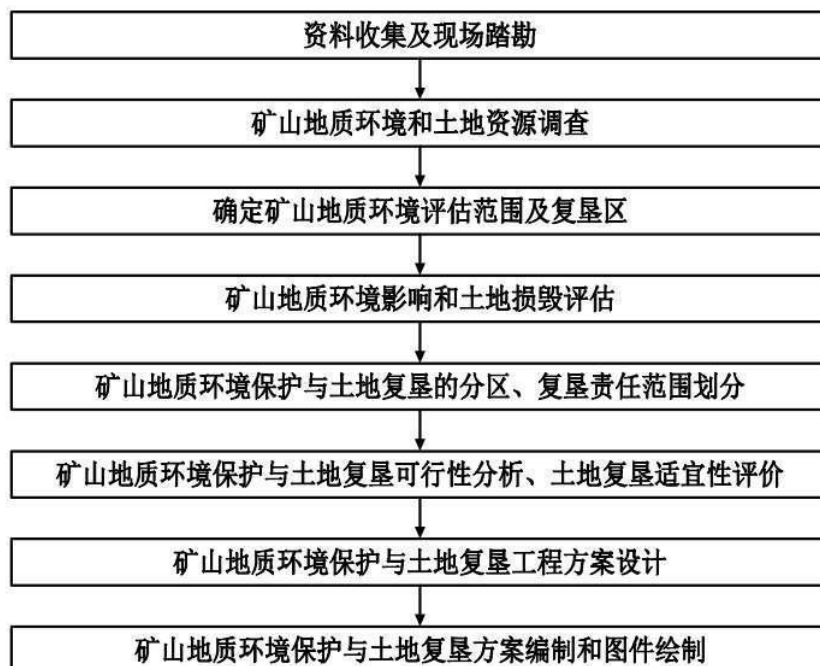 资料收集及现场踏勘
矿山地质环境和土地资源调查
确定矿山地质环境评估范围及复垦区
矿山地质环境影响和土地损毁评估
矿山地质环境保护与土地复垦的分区、复垦责任范围划分
矿山地质环境保护与土地复垦可行性分析、土地复垦适宜性评价
矿山地质环境保护与土地复垦工程方案设计
矿山地质环境保护与土地复垦方案编制和图件绘制